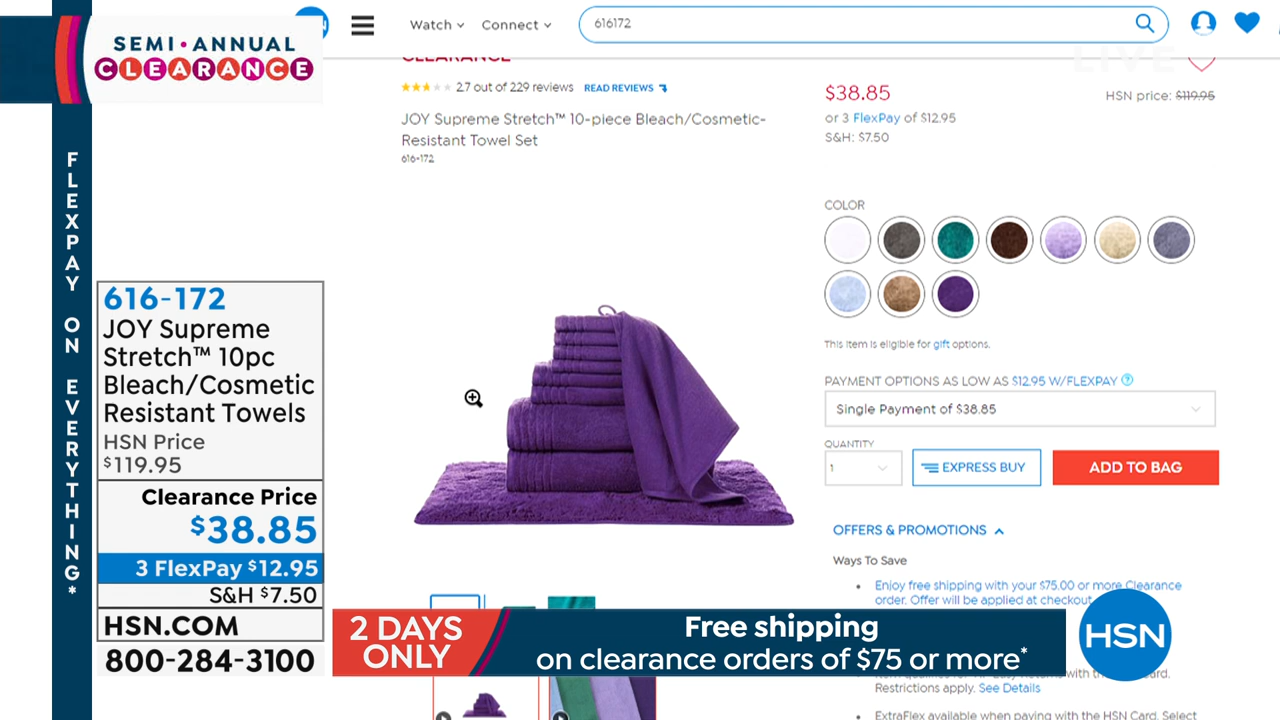 SEMI•ANNUAL
CLEARANCE
FLEXPAY ON EVERYTHING*
616-172
JOY Supreme
Stretch™ 10pc
Bleach/Cosmetic
Resistant Towels
HSN Price
$119.95
Clearance Price
$38.85
3 FlexPay $12.95
S&H $7.50
HSN.COM
800-284-3100
Watch
Connect
616172
LIVE
CLEARANCE
2.7 out of 229 reviews READ REVIEWS
JOY Supreme Stretch™ 10-piece Bleach/Cosmetic-
Resistant Towel Set
616-172
$38.85
HSN price: $119.95
or 3 FlexPay of $12.95
S&H: $7.50
COLOR
This item is eligible for gift options.
PAYMENT OPTIONS AS LOW AS $12.95 W/FLEXPAY ?
Single Payment of $38.85
QUANTITY
1
EXPRESS BUY
ADD TO BAG
OFFERS & PROMOTIONS
Ways To Save
• Enjoy free shipping with your $75.00 or more Clearance
order. Offer will be applied at checkout
Restrictions apply. See Details
• ExtraFlex available when paying with the HSN Card. Select
2 DAYS
ONLY
Free shipping
on clearance orders of $75 or more*
HSN